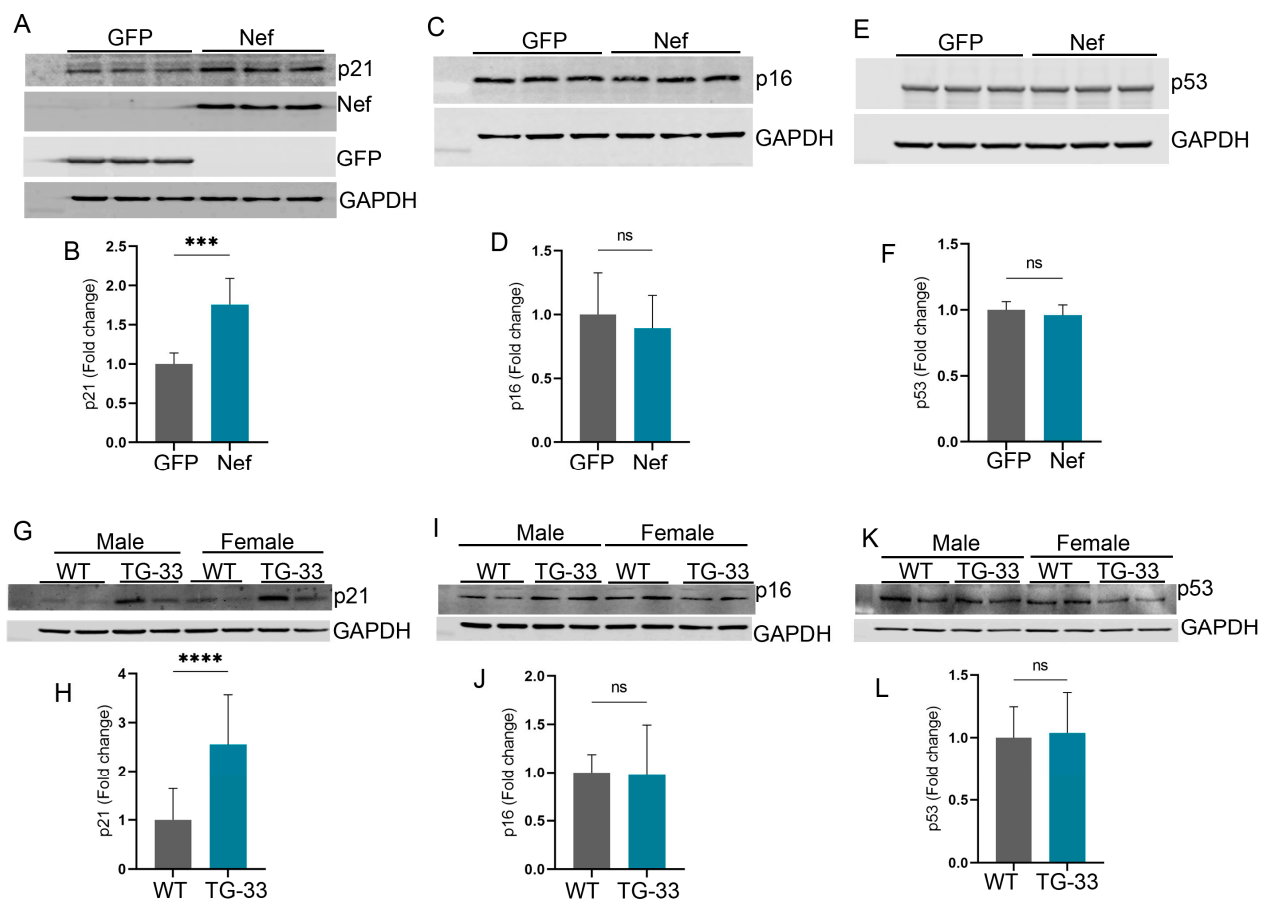 A
GFP Nef
p21
Nef
GFP
GAPDH
C
GFP Nef
p16
GAPDH
E
GFP Nef
p53
GAPDH
B
p21 (Fold change)
2.5
2.0
1.5
1.0
0.5
0.0
***
GFP Nef
D
p16 (Fold change)
1.5
1.0
0.5
0.0
ns
GFP Nef
F
p53 (Fold change)
1.5
1.0
0.5
0.0
ns
GFP Nef
G
Male Female
WT TG-33 WT TG-33
p21
GAPDH
I
Male Female
WT TG-33 WT TG-33
p16
GAPDH
K
Male Female
WT TG-33 WT TG-33
p53
GAPDH
H
p21 (Fold change)
4
3
2
1
0
****
WT TG-33
J
p16 (Fold change)
2.0
1.5
1.0
0.5
0.0
ns
WT TG-33
L
p53 (Fold change)
1.5
1.0
0.5
0.0
ns
WT TG-33